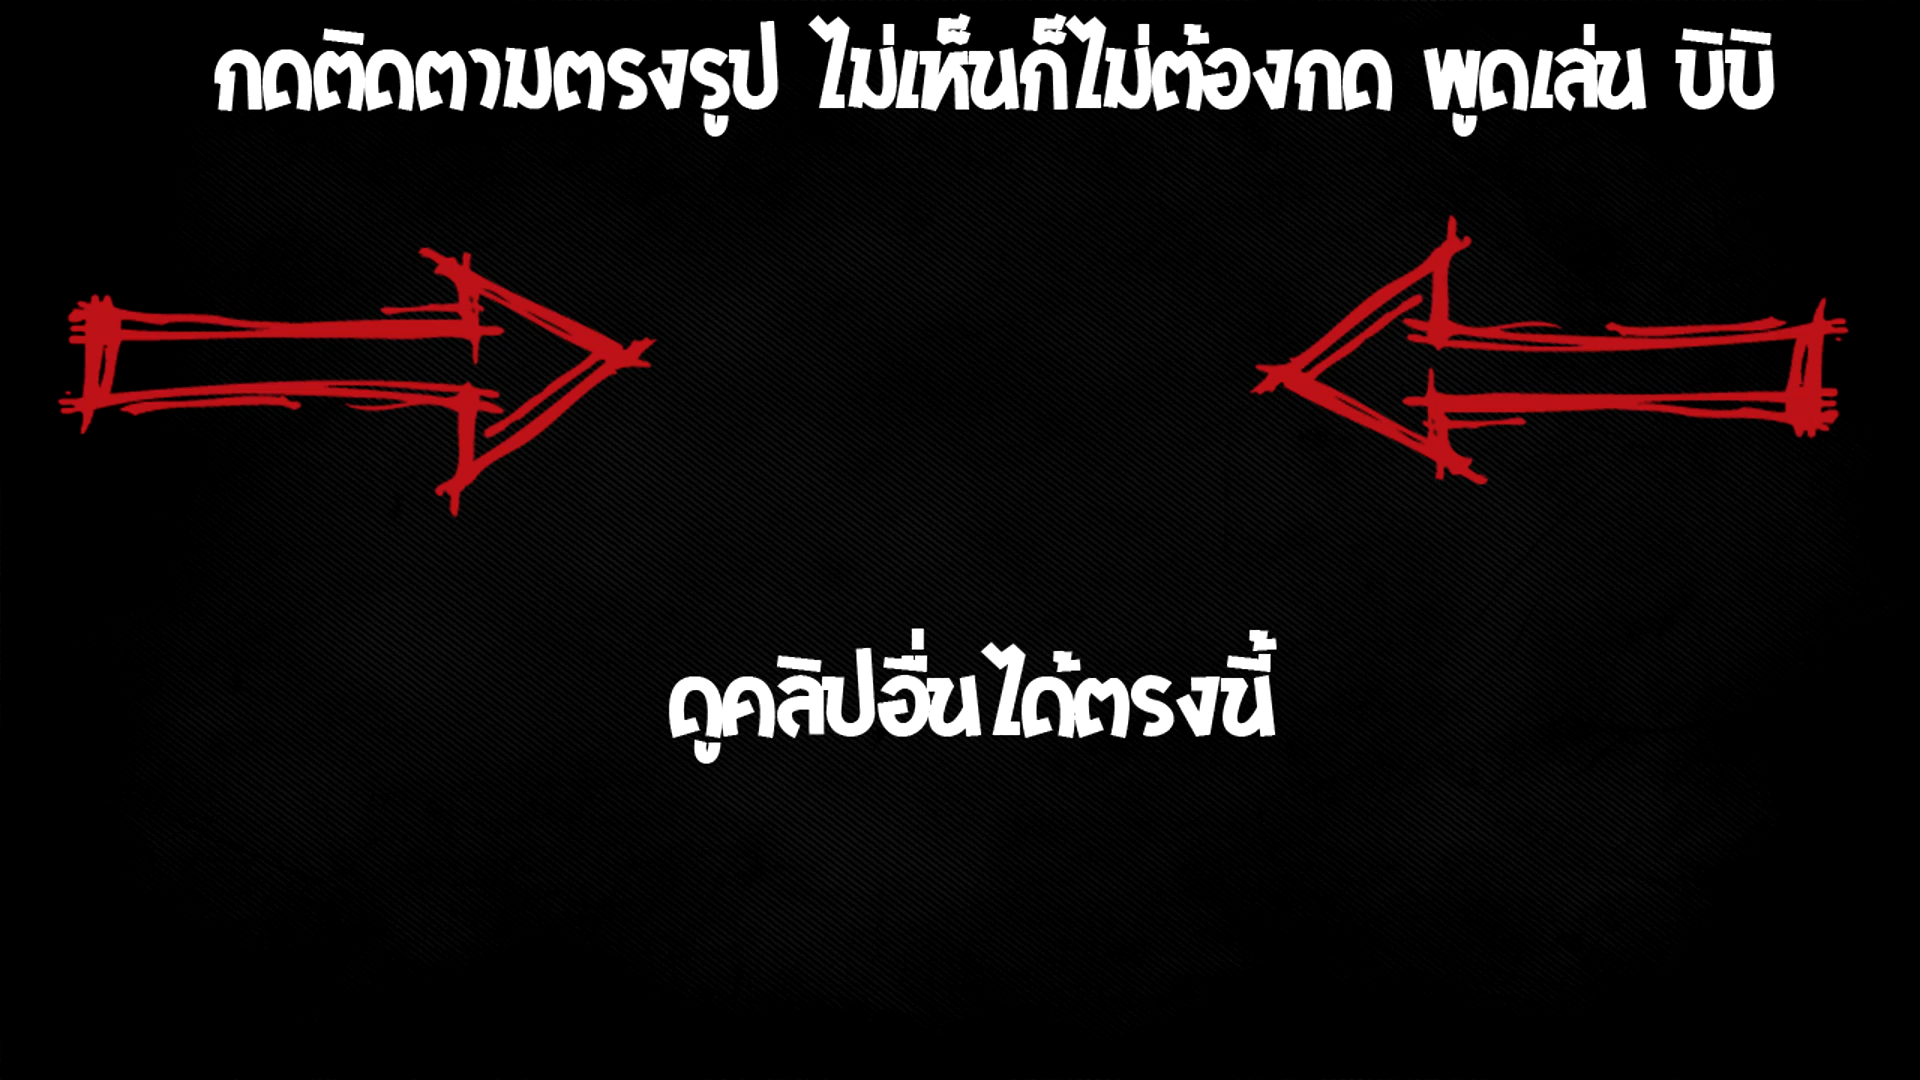 กดติดตามตรงรูป ไม่เห็นก็ไม่ต้องกด พูดเล่น บิบิ
ดูคลิปอื่นได้ตรงนี้